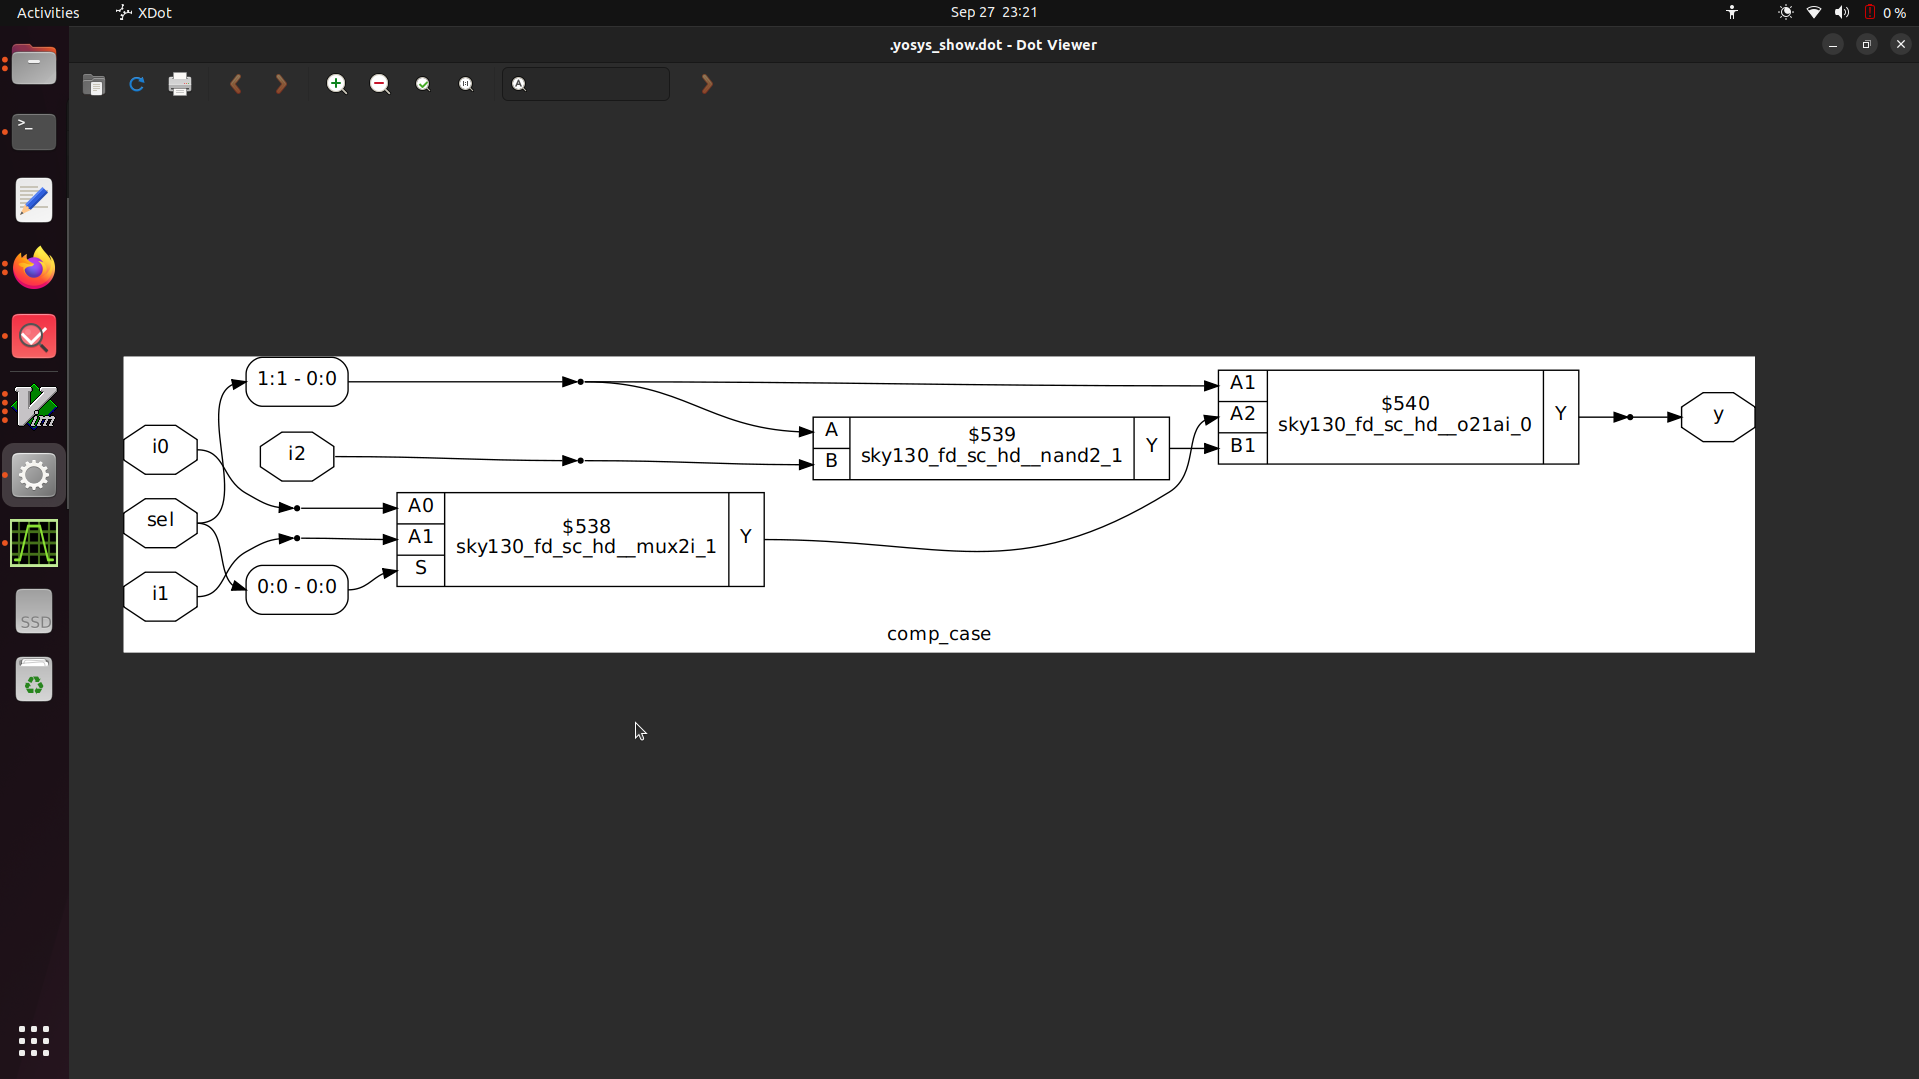 Activities
XDot
Sep 27 23:21
0 %
.yosys_show.dot - Dot Viewer
1:1 - 0:0
i0
i2
sel
i1
0:0 - 0:0
A0
A1
S
$538
sky130_fd_sc_hd__mux2i_1
Y
A
B
$539
sky130_fd_sc_hd__nand2_1
Y
A1
A2
B1
$540
sky130_fd_sc_hd__o21ai_0
Y
y
comp_case
>_
Vim
SSD